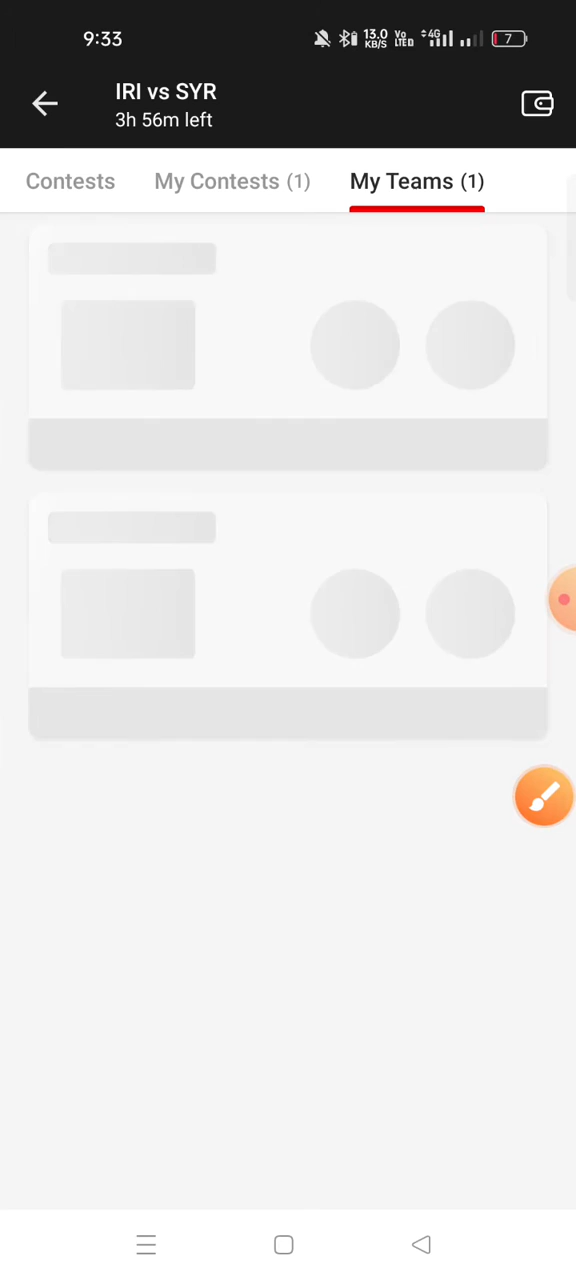 9:33
13.0 KB/S Vo LTE 4G 7
IRI vs SYR
3h 56m left
Contests My Contests (1) My Teams (1)